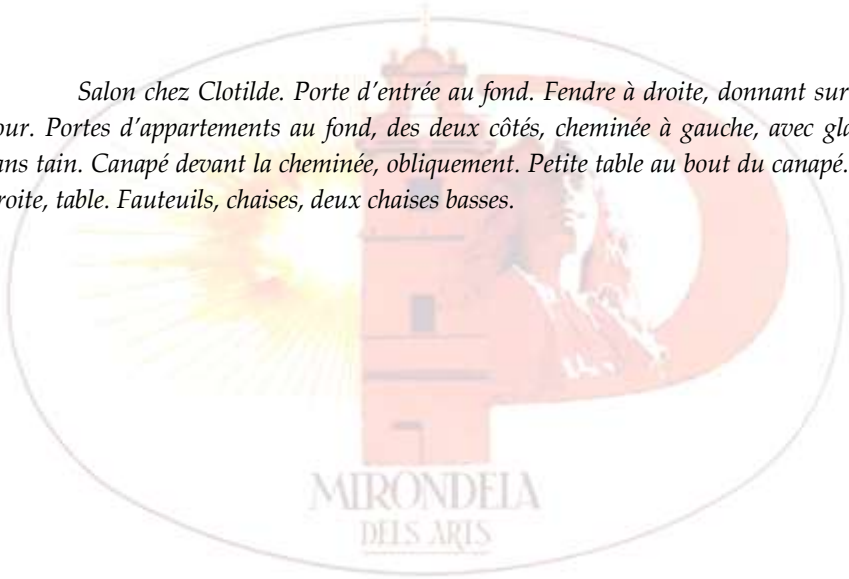 Salon chez Clotilde. Porte d’entrée au fond. Fendre à droite, donnant sur
our. Portes d’appartements au fond, des deux côtés, cheminée à gauche, avec gla
ans tain. Canapé devant la cheminée, obliquement. Petite table au bout du canapé.
roite, table. Fauteuils, chaises, deux chaises basses.
MIRONDELA
DELS ARTS